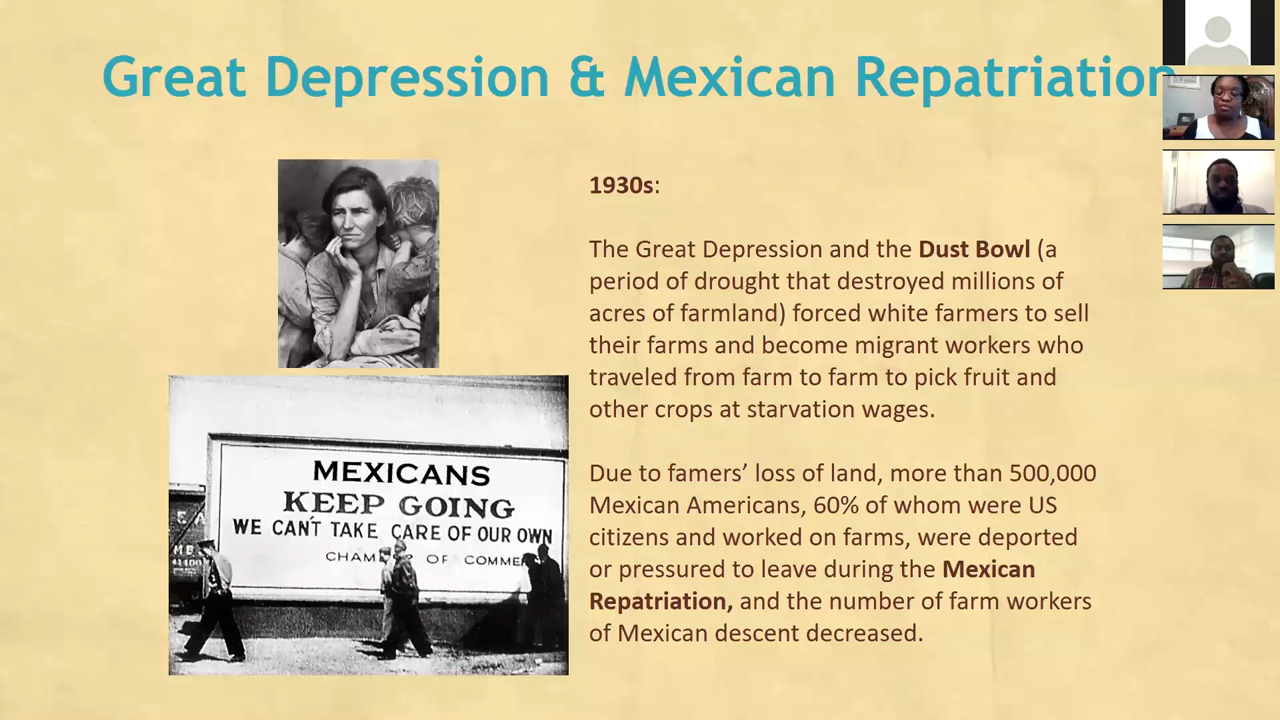 Great Depression & Mexican Repatriation
1930s:
The Great Depression and the Dust Bowl (a
period of drought that destroyed millions of
acres of farmland) forced white farmers to sell
their farms and become migrant workers who
traveled from farm to farm to pick fruit and
other crops at starvation wages.
Due to famers’ loss of land, more than 500,000
Mexican Americans, 60% of whom were US
citizens and worked on farms, were deported
or pressured to leave during the Mexican
Repatriation, and the number of farm workers
of Mexican descent decreased.
MEXICANS
KEEP GOING
WE CAN'T TAKE CARE OF OUR OWN
OF